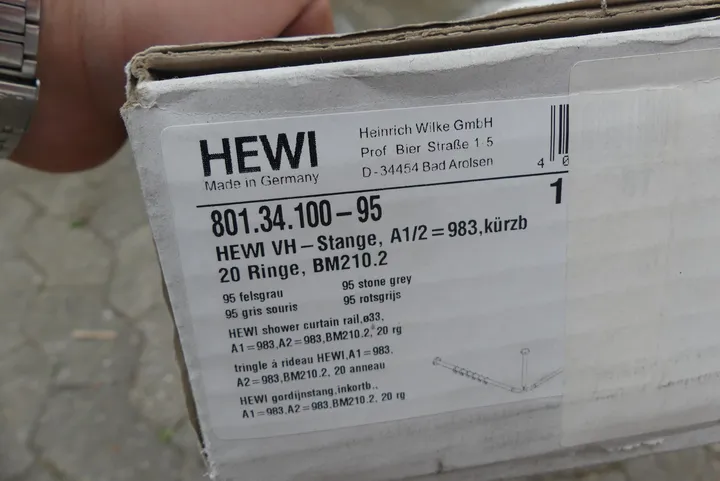 HEWI
Made in Germany
Heinrich Wilke GmbH
Prof. Bier Straße 1-5
D-34454 Bad Arolsen
4 0
801.34.100-95
1
HEWI VH-Stange, A1/2=983,kürzb
20 Ringe, BM210.2
95 felsgrau
95 stone grey
95 gris souris
95 rotsgrijs
HEWI shower curtain rail,ø33,
A1=983,A2=983,BM210.2, 20 rg
tringle à rideau HEWI,A1=983,
A2=983,BM210.2, 20 anneau
HEWI gordijnstang,inkortb.,
A1=983,A2=983,BM210.2, 20 rg